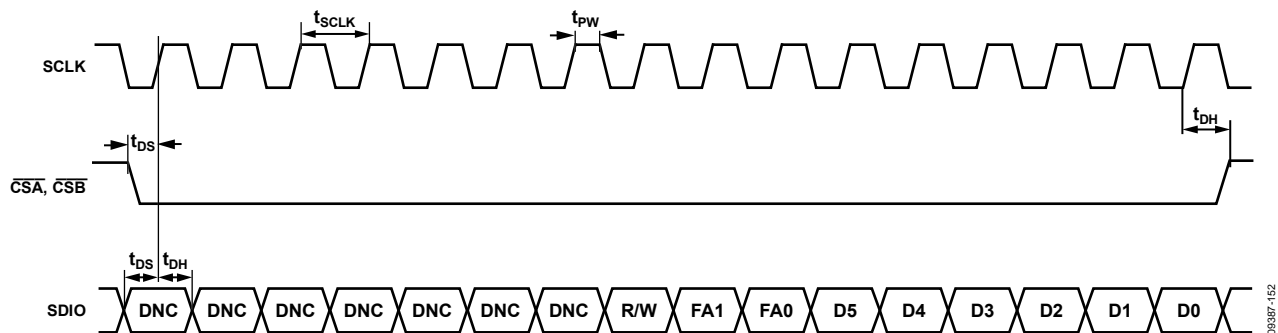 tSCLK
tPW
SCLK
tDH
tDS
CSA, CSB
tDS tDH
SDIO DNC DNC DNC DNC DNC DNC DNC R/W FA1 FA0 D5 D4 D3 D2 D1 D0
09387-152